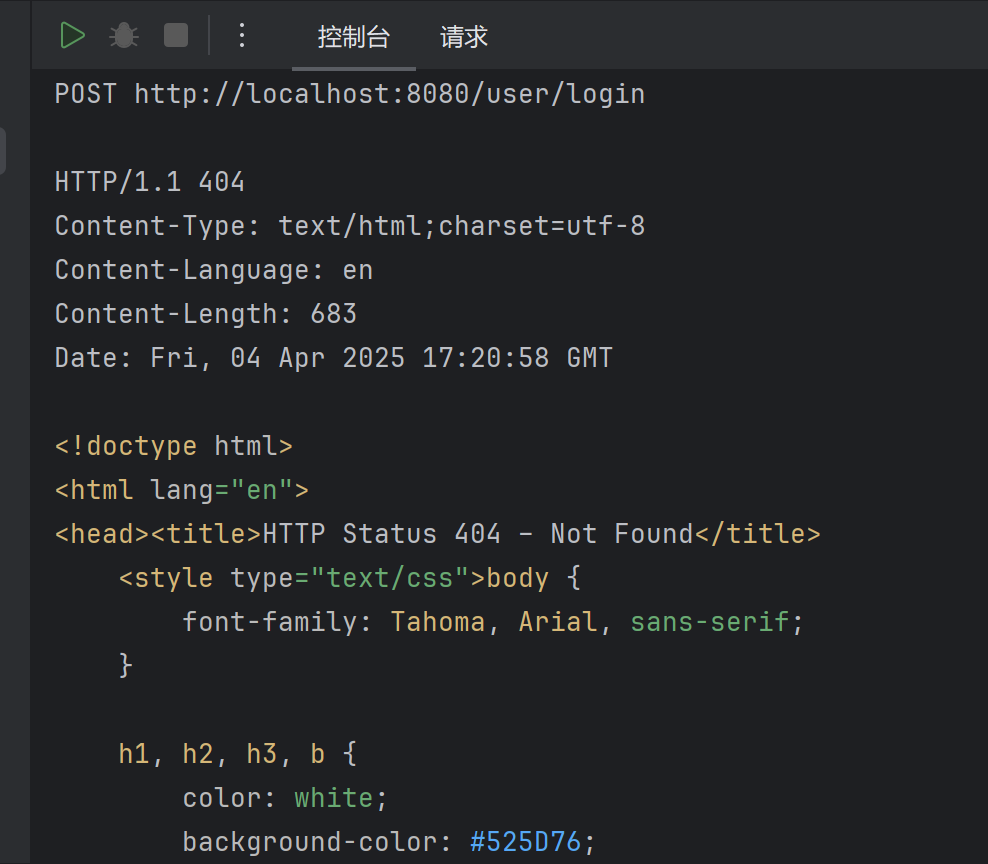 控制台 请求
POST http://localhost:8080/user/login
HTTP/1.1 404
Content-Type: text/html;charset=utf-8
Content-Language: en
Content-Length: 683
Date: Fri, 04 Apr 2025 17:20:58 GMT
<!doctype html>
<html lang="en">
<head><title>HTTP Status 404 – Not Found</title>
    <style type="text/css">body {
        font-family: Tahoma, Arial, sans-serif;
    }
    h1, h2, h3, b {
        color: white;
        background-color: #525D76;